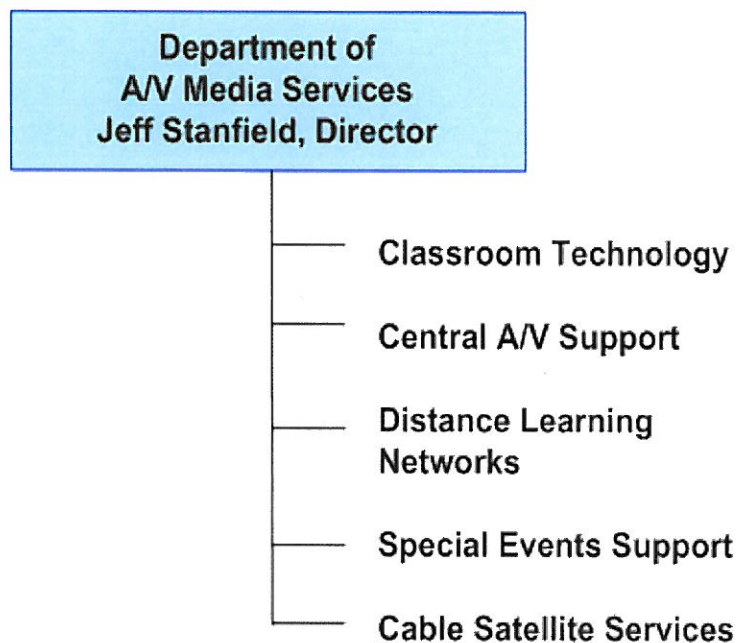 Department of
A/V Media Services
Jeff Stanfield, Director
Classroom Technology
Central A/V Support
Distance Learning
Networks
Special Events Support
Cable Satellite Services